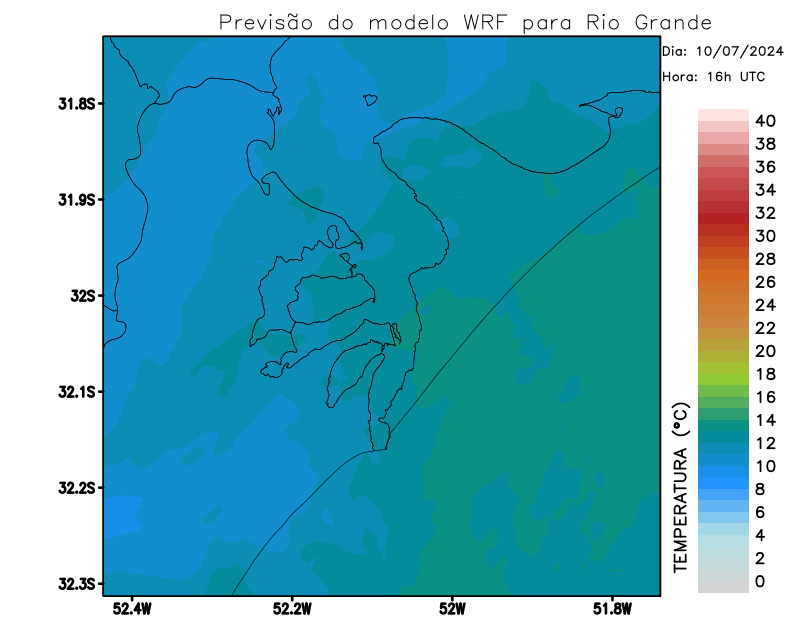 Previsão do modelo WRF para Rio Grande
Dia: 10/07/2024
Hora: 16h UTC
31.8S
31.9S
32S
32.1S
32.2S
32.3S
52.4W
52.2W
52W
51.8W
TEMPERATURA (°C)
40
38
36
34
32
30
28
26
24
22
20
18
16
14
12
10
8
6
4
2
0